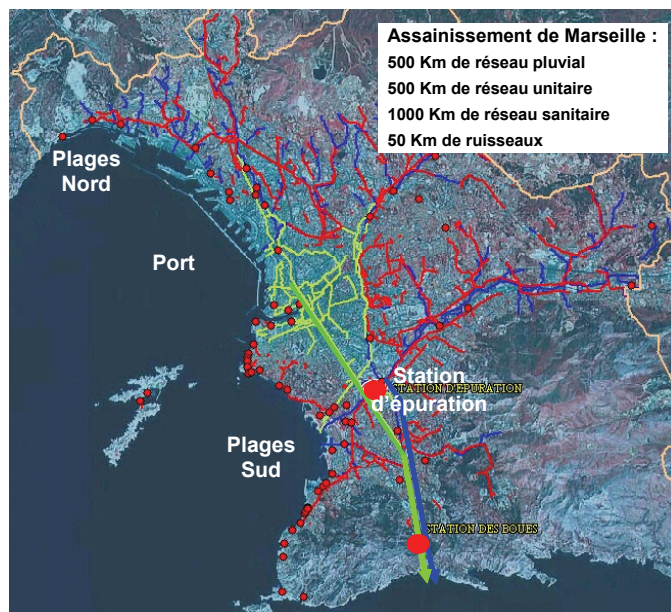 Assainissement de Marseille :
500 Km de réseau pluvial
500 Km de réseau unitaire
1000 Km de réseau sanitaire
50 Km de ruisseaux
Plages
Nord
Port
Station
STATION D'EPURATION
d'épuration
Plages
Sud
STATION DES BOUES